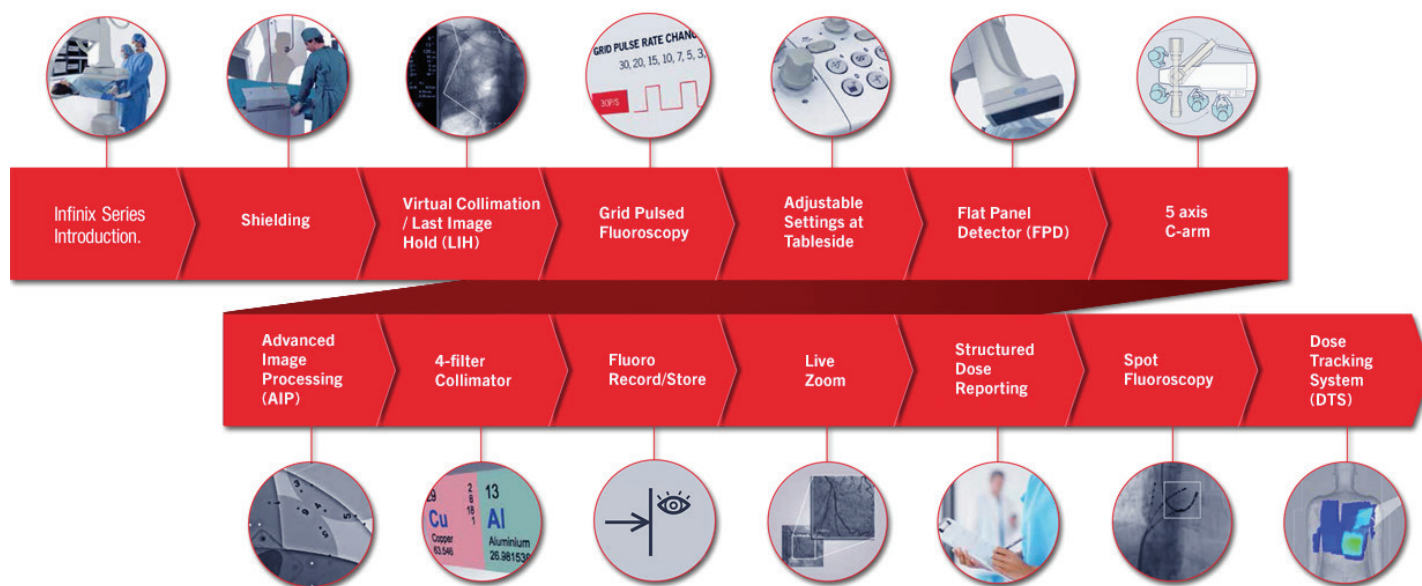 GRID PULSE RATE CHAN
30, 20, 15, 10, 7, 5, 3,
30P/S
Infinix Series
Introduction.
Shielding
Virtual Collimation
/ Last Image
Hold (LIH)
Grid Pulsed
Fluoroscopy
Adjustable
Settings at
Tableside
Flat Panel
Detector (FPD)
5 axis
C-arm
Advanced
Image
Processing
(AIP)
4-filter
Collimator
Fluoro
Record/Store
Live
Zoom
Structured
Dose
Reporting
Spot
Fluoroscopy
Dose
Tracking
System
(DTS)
29
2
8
18
1
Cu
Copper
63.546
13
Al
Aluminium
26.981538